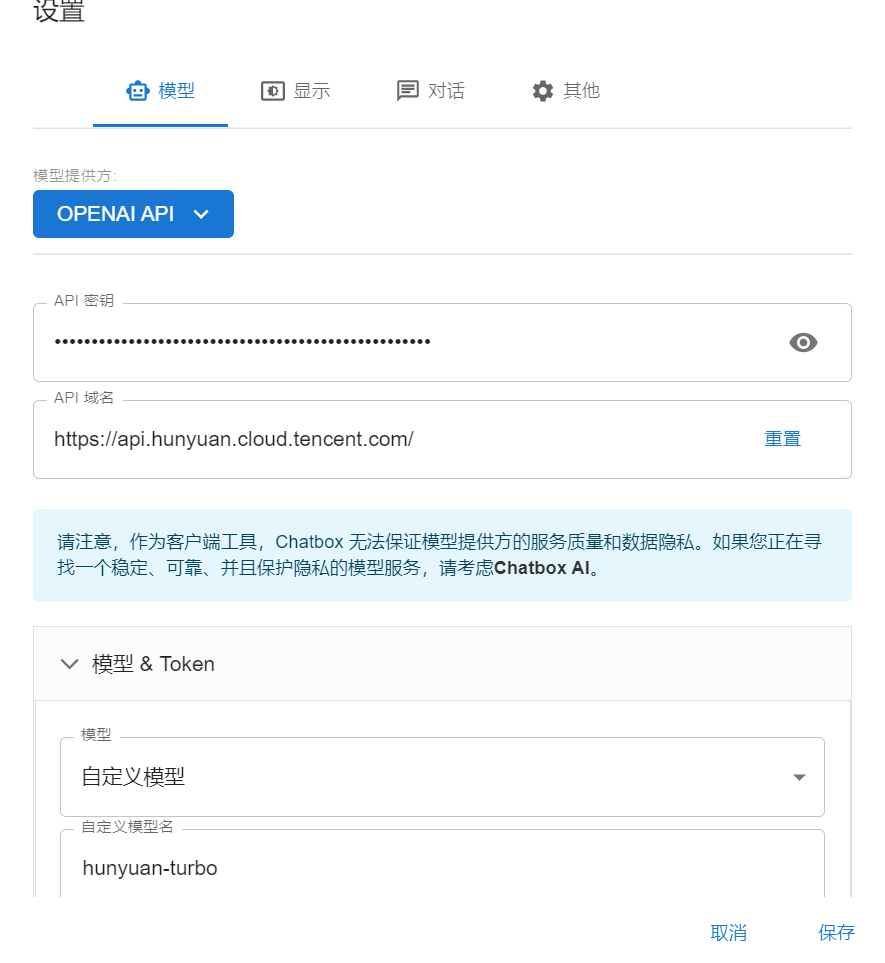 设置
模型
显示
对话
其他
模型提供方:
OPENAI API
API 密钥
••••••••••••••••••••••••••••••••••••••••••••••••••••
API 域名
https://api.hunyuan.cloud.tencent.com/
重置
请注意，作为客户端工具，Chatbox 无法保证模型提供方的服务质量和数据隐私。如果您正在寻
找一个稳定、可靠、并且保护隐私的模型服务，请考虑Chatbox AI。
模型 & Token
模型
自定义模型
自定义模型名
hunyuan-turbo
取消
保存